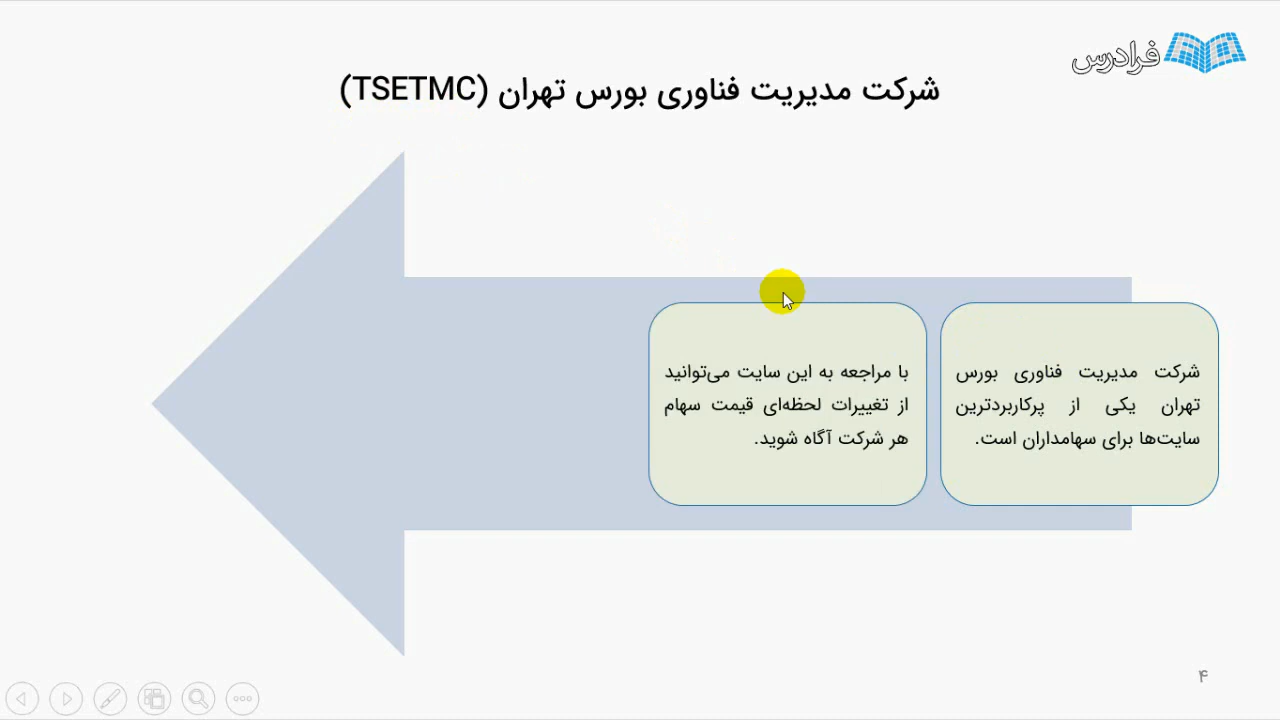 فرادرس
شرکت مدیریت فناوری بورس تهران (TSETMC)
شرکت مدیریت فناوری بورس
تهران یکی از پرکاربردترین
سایت‌ها برای سهامداران است.
با مراجعه به این سایت می‌توانید
از تغییرات لحظه‌ای قیمت سهام
هر شرکت آگاه شوید.
۴